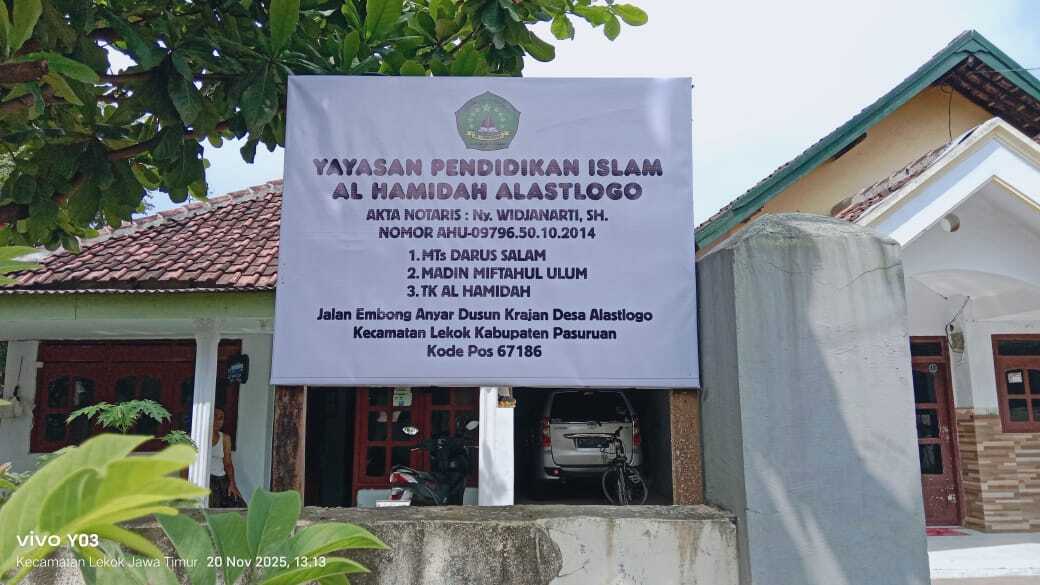 YAYASAN PENDIDIKAN ISLAM
AL HAMIDAH ALASTLOGO
AKTA NOTARIS : Ny. WIDJANARTI, SH.
NOMOR AHU-09796.50.10.2014
1. MTs DARUS SALAM
2. MADIN MIFTAHUL ULUM
3. TK AL HAMIDAH
Jalan Embong Anyar Dusun Krajan Desa Alastlogo
Kecamatan Lekok Kabupaten Pasuruan
Kode Pos 67186
vivo Y03
Kecamatan Lekok Jawa Timur 20 Nov 2025, 13.13